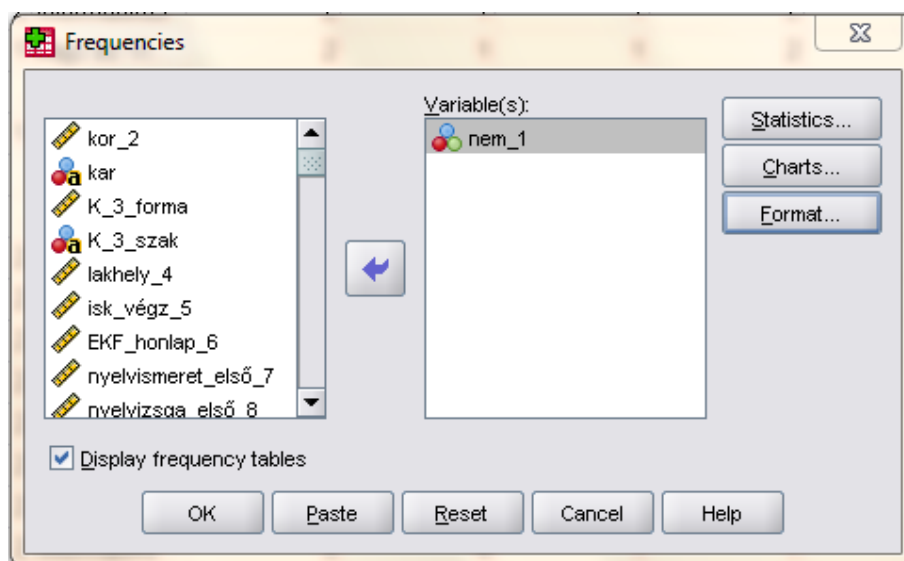 Frequencies
Variable(s):
kor_2
kar
K_3_forma
K_3_szak
lakhely_4
isk_végz_5
EKF_honlap_6
nyelvismeret_első_7
nyelvizsga_első_8
nem_1
Statistics...
Charts...
Format...
Display frequency tables
OK
Paste
Reset
Cancel
Help